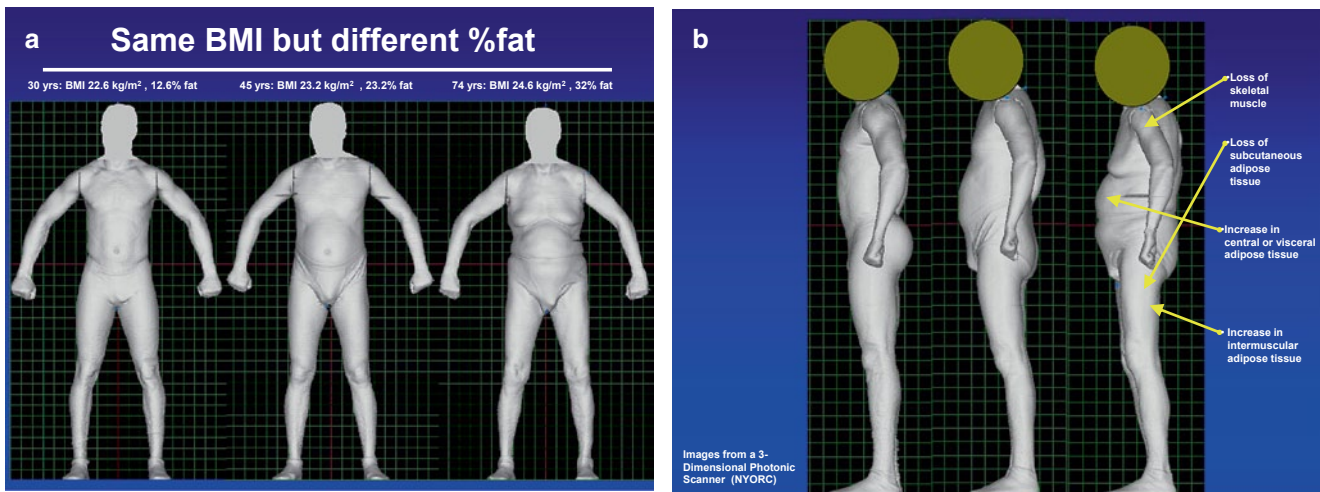 a
Same BMI but different %fat
30 yrs: BMI 22.6 kg/m² , 12.6% fat
45 yrs: BMI 23.2 kg/m² , 23.2% fat
74 yrs: BMI 24.6 kg/m² , 32% fat
b
Loss of
skeletal
muscle
Loss of
subcutaneous
adipose
tissue
Increase in
central or visceral
adipose tissue
Increase in
intermuscular
adipose tissue
Images from a 3-
Dimensional Photonic
Scanner (NYORC)